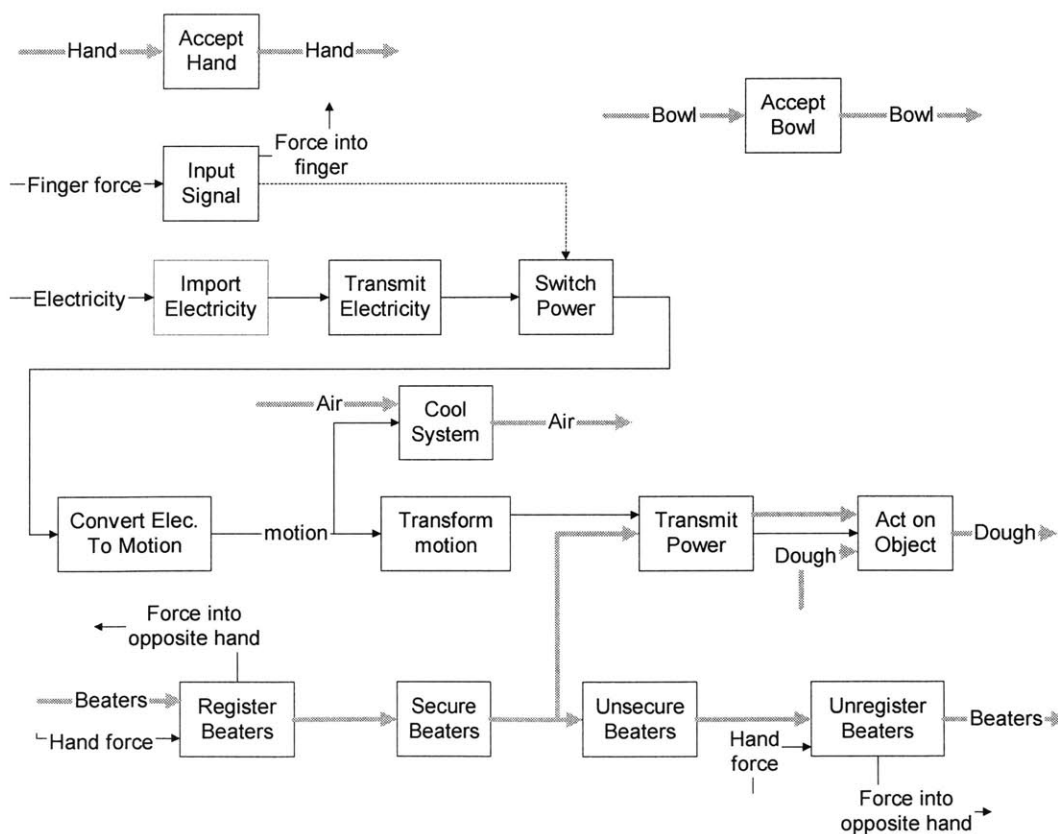 Hand
Accept
Hand
Hand
Bowl
Accept
Bowl
Bowl
Finger force
Input
Signal
Force into
finger
Electricity
Import
Electricity
Transmit
Electricity
Switch
Power
Air
Cool
System
Air
Convert Elec.
To Motion
motion
Transform
motion
Transmit
Power
Dough
Act on
Object
Dough
Force into
opposite hand
Beaters
Hand force
Register
Beaters
Secure
Beaters
Unsecure
Beaters
Hand
force
Unregister
Beaters
Beaters
Force into
opposite hand